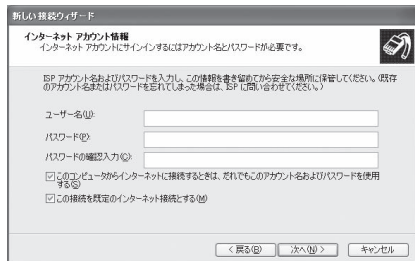 新しい接続ウィザード
インターネット アカウント情報
インターネット アカウントにサインインするにはアカウント名とパスワードが必要です。
ISP アカウント名およびパスワードを入力し、この情報を書き留めてから安全な場所に保管してください。(既存
のアカウント名またはパスワードを忘れてしまった場合は、ISP に問い合わせてください。)
ユーザー名(U):
パスワード(P):
パスワードの確認入力(C):
このコンピュータからインターネットに接続するときは、だれでもこのアカウント名およびパスワードを使用
する(S)
この接続を既定のインターネット接続とする(M)
< 戻る(B)
次へ(N) >
キャンセル